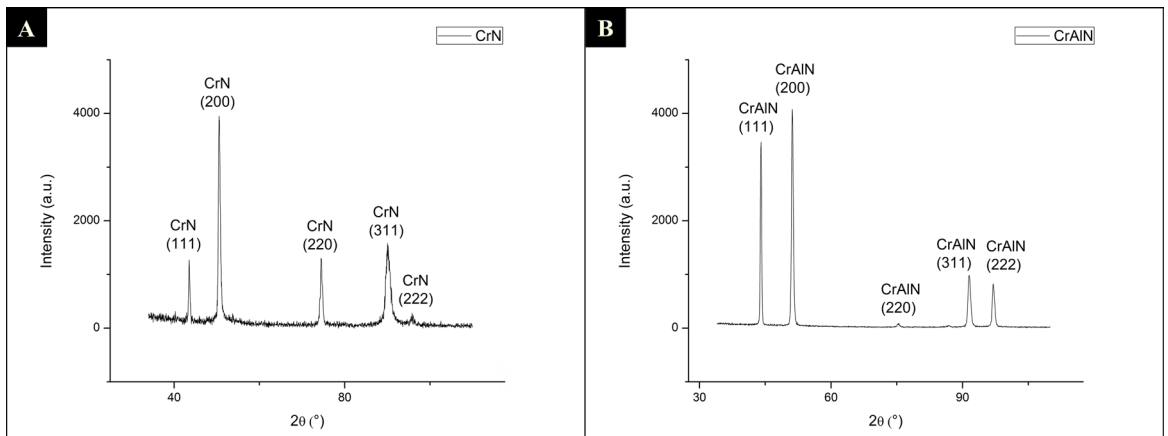 A
CrN
CrN
(200)
CrN
(111)
CrN
(220)
CrN
(311)
CrN
(222)
4000
2000
0
Intensity (a.u.)
40
80
2θ (°)
B
CrAlN
CrAlN
(200)
CrAlN
(111)
CrAlN
(220)
CrAlN
(311)
CrAlN
(222)
4000
2000
0
Intensity (a.u.)
30
60
90
2θ (°)